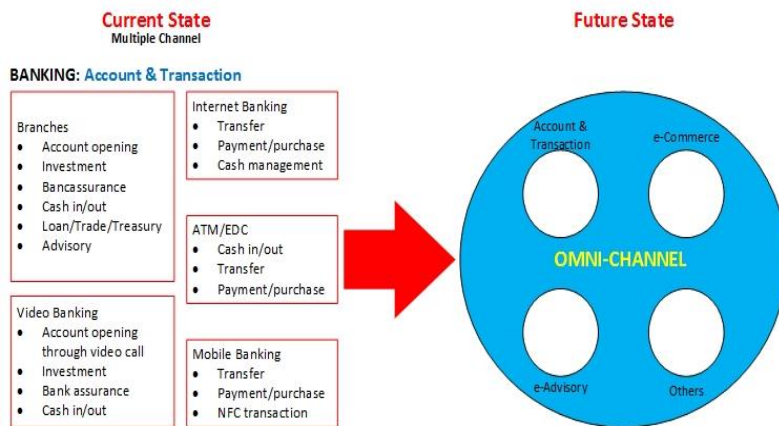 Current State
Multiple Channel
Future State
BANKING: Account & Transaction
Branches
• Account opening
• Investment
• Bancassurance
• Cash in/out
• Loan/Trade/Treasury
• Advisory
Internet Banking
• Transfer
• Payment/purchase
• Cash management
ATM/EDC
• Cash in/out
• Transfer
• Payment/purchase
Video Banking
• Account opening
through video call
• Investment
• Bank assurance
• Cash in/out
Mobile Banking
• Transfer
• Payment/purchase
• NFC transaction
Account &
Transaction
e-Commerce
OMNI-CHANNEL
e-Advisory
Others